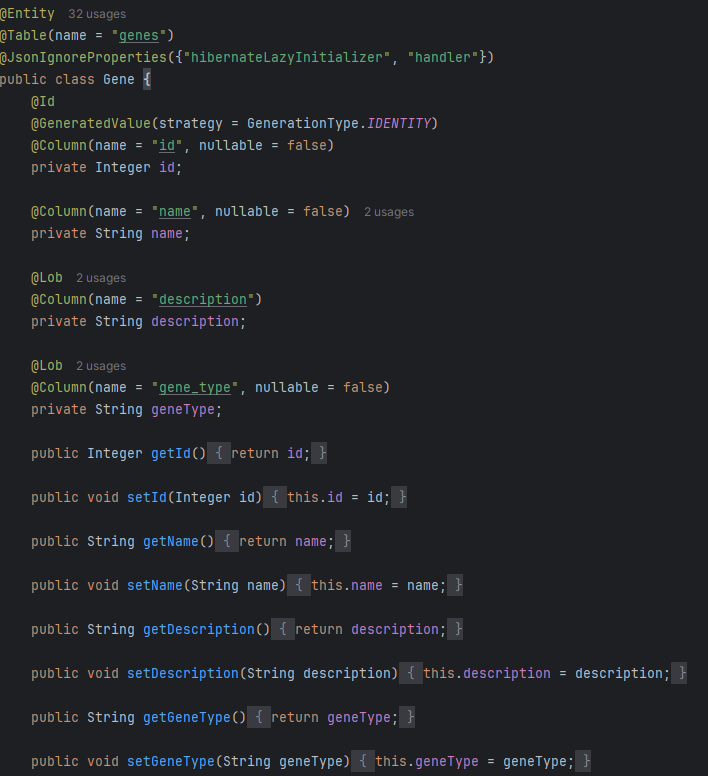 @Entity 32 usages
@Table(name = "genes")
@JsonIgnoreProperties({"hibernateLazyInitializer", "handler"})
public class Gene {
@Id
@GeneratedValue(strategy = GenerationType.IDENTITY)
@Column(name = "id", nullable = false)
private Integer id;
@Column(name = "name", nullable = false) 2 usages
private String name;
@Lob 2 usages
@Column(name = "description")
private String description;
@Lob 2 usages
@Column(name = "gene_type", nullable = false)
private String geneType;
public Integer getId() { return id; }
public void setId(Integer id) { this.id = id; }
public String getName() { return name; }
public void setName(String name) { this.name = name; }
public String getDescription() { return description; }
public void setDescription(String description) { this.description = description; }
public String getGeneType() { return geneType; }
public void setGeneType(String geneType) { this.geneType = geneType; }